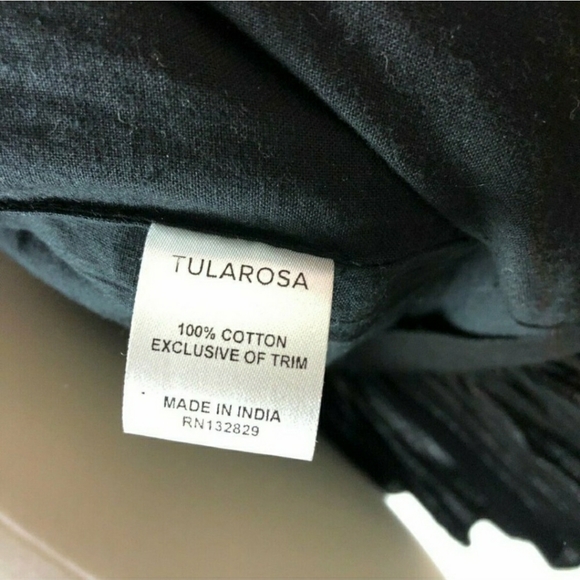 TULAROSA
100% COTTON
EXCLUSIVE OF TRIM
MADE IN INDIA
RN132829